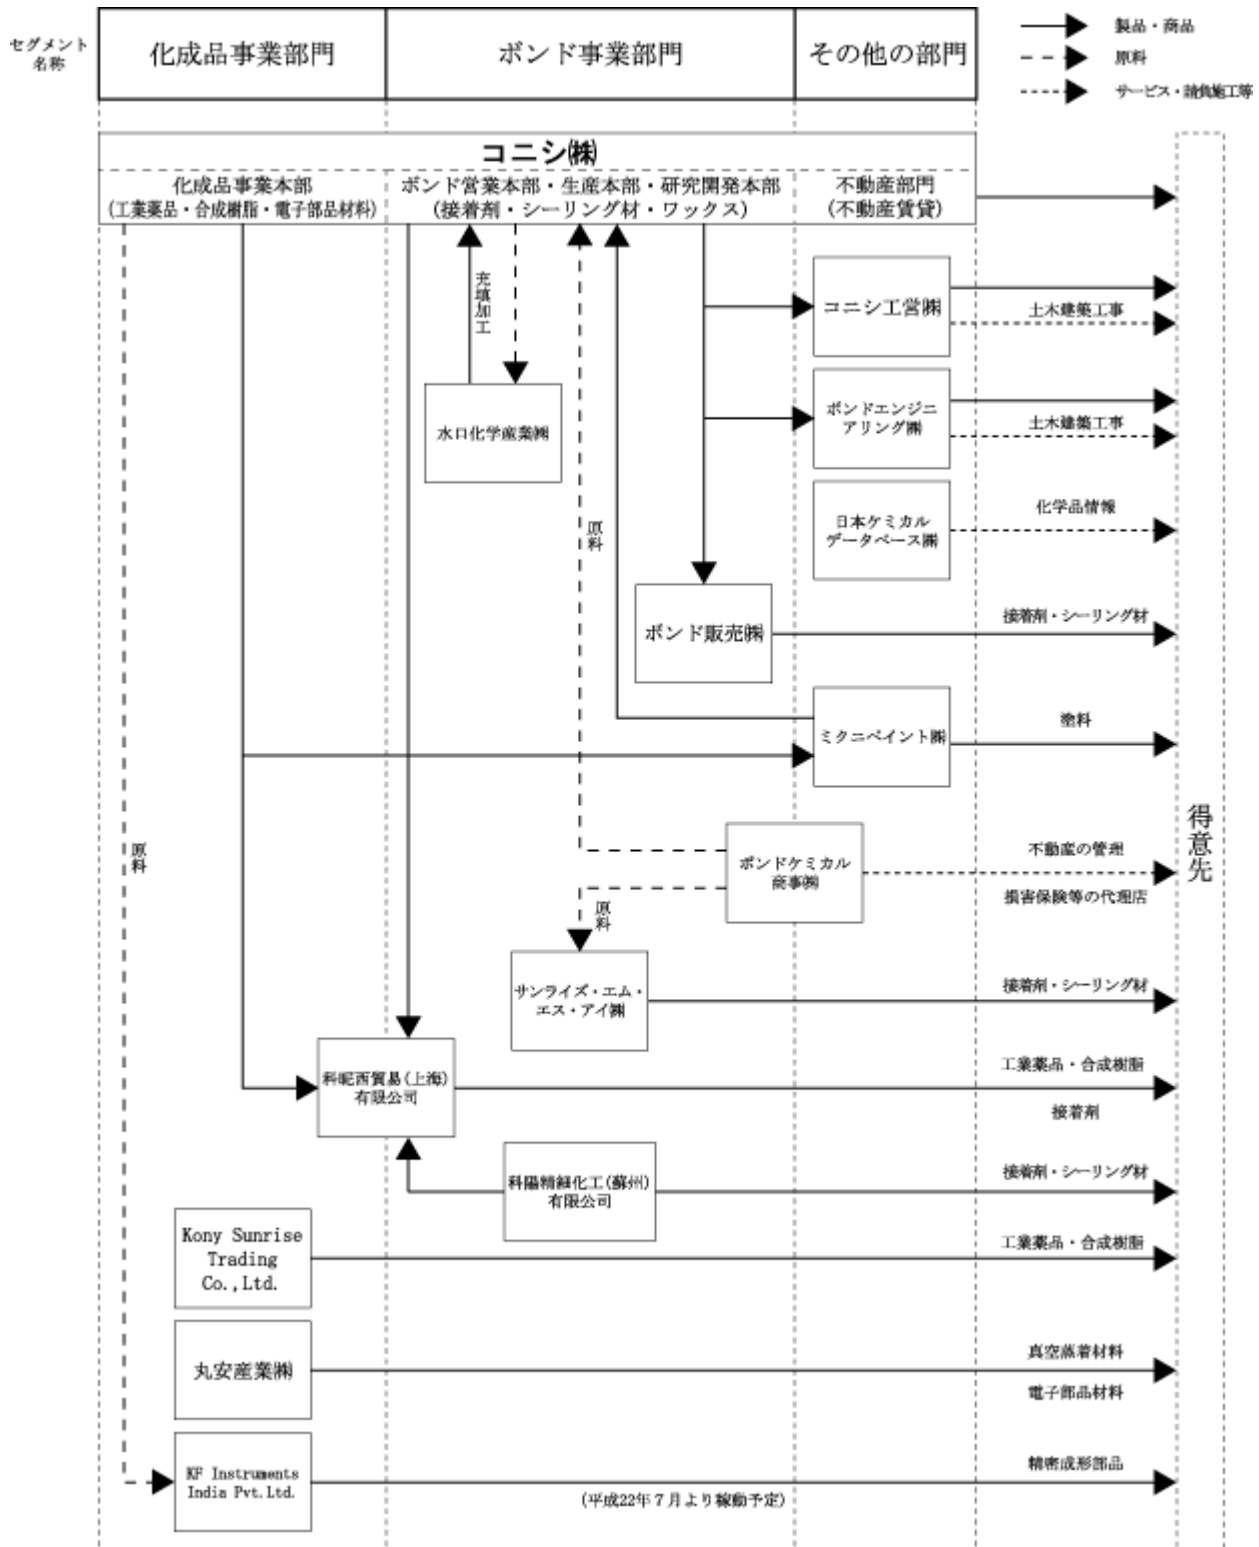 セグメント
名称
化成品事業部門
ボンド事業部門
その他の部門
製品・商品
原料
サービス・請負施工等
コニシ㈱
化成品事業本部
(工業薬品・合成樹脂・電子部品材料)
ボンド営業本部・生産本部・研究開発本部
(接着剤・シーリング材・ワックス)
不動産部門
(不動産賃貸)
充填加工
コニシ工営㈱
土木建築工事
水口化学産業㈱
ボンドエンジニ
アリング㈱
土木建築工事
原料
日本ケミカル
データベース㈱
化学品情報
ボンド販売㈱
接着剤・シーリング材
ミクニペイント㈱
塗料
得意先
原料
ボンドケミカル
商事㈱
不動産の管理
損害保険等の代理店
原料
サンライズ・エム・
エス・アイ㈱
接着剤・シーリング材
科昵西貿易(上海)
有限公司
工業薬品・合成樹脂
接着剤
科陽精細化工(蘇州)
有限公司
接着剤・シーリング材
Kony Sunrise
Trading
Co.,Ltd.
工業薬品・合成樹脂
丸安産業㈱
真空蒸着材料
電子部品材料
KF Instruments
India Pvt.Ltd.
精密成形部品
(平成22年7月より稼動予定)